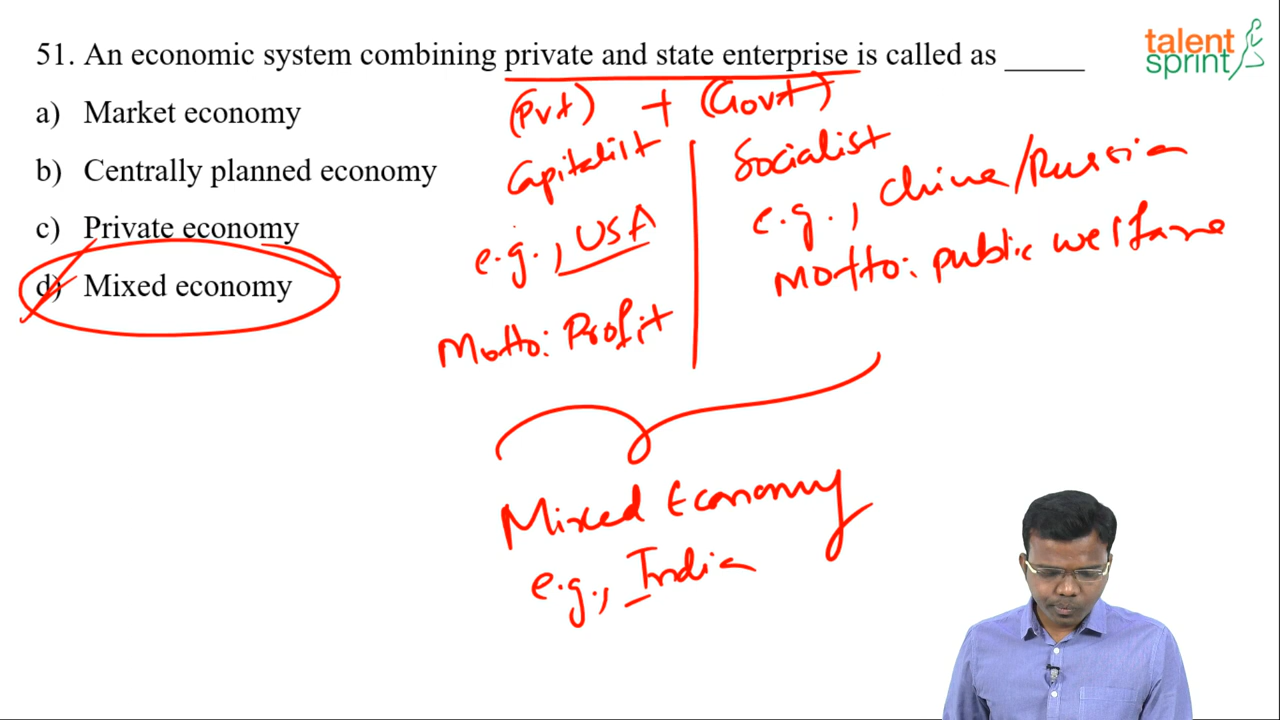 51. An economic system combining private and state enterprise is called as _____
talent
sprint
a) Market economy
b) Centrally planned economy
c) Private economy
d) Mixed economy
(Pvt) + (Govt)
Capitalist
e.g., USA
Motto: Profit
Socialist
e.g., China/Russia
Motto: public welfare
Mixed Economy
e.g., India